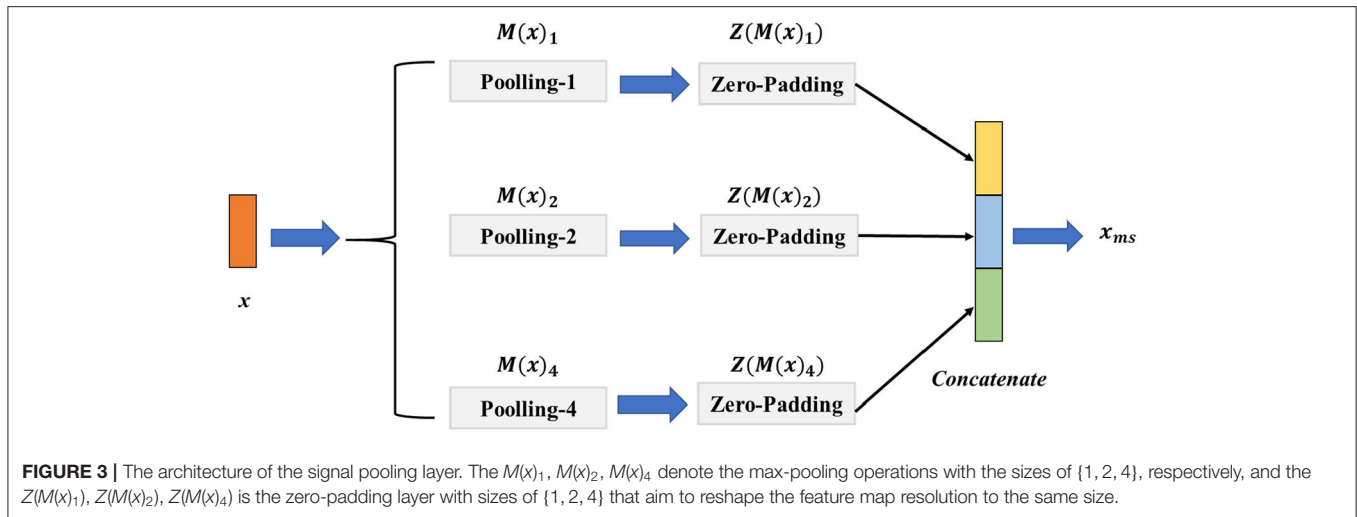 M(x)₁ Z(M(x)₁)
Poolling-1 Zero-Padding
M(x)₂ Z(M(x)₂)
Poolling-2 Zero-Padding
x_ms
x
M(x)₄ Z(M(x)₄)
Concatenate
Poolling-4 Zero-Padding
FIGURE 3 | The architecture of the signal pooling layer. The M(x)₁, M(x)₂, M(x)₄ denote the max-pooling operations with the sizes of {1, 2, 4}, respectively, and the
Z(M(x)₁), Z(M(x)₂), Z(M(x)₄) is the zero-padding layer with sizes of {1, 2, 4} that aim to reshape the feature map resolution to the same size.